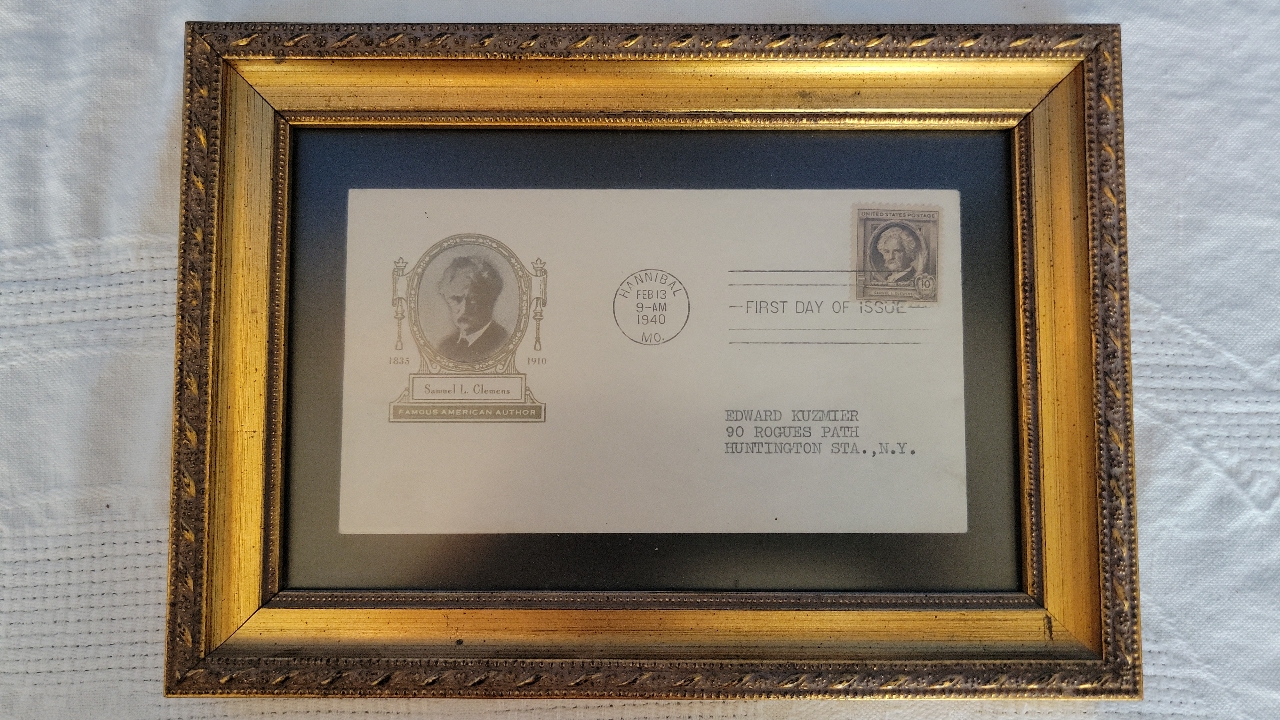 UNITED STATES POSTAGE
10
HANNIBAL
FEB 13
9-AM
1940
MO.
FIRST DAY OF ISSUE
1835 1910
Samuel L. Clemens
FAMOUS AMERICAN AUTHOR
EDWARD KUZMIER
90 ROGUES PATH
HUNTINGTON STA.,N.Y.